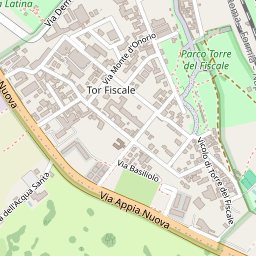 Latina
Via Dem
Via Monte d'Onorio
Parco Torre
del Fiscale
Tor Fiscale
Nuova
Vicolo di Torre del Fiscale
Via Basiliolo
a dell'Acqua Santa
Via Appia Nuova